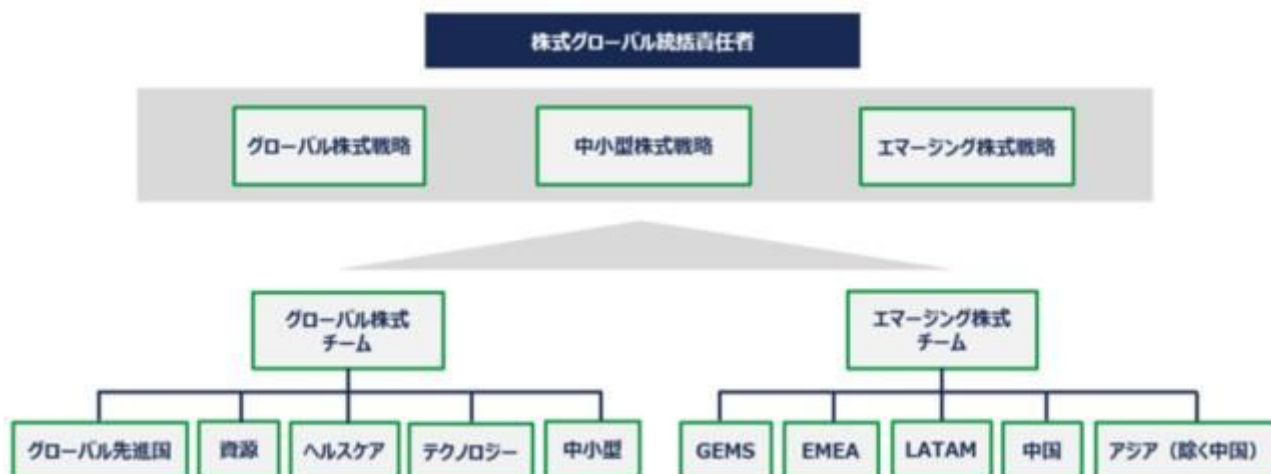 株式グローバル統括責任者
グローバル株式戦略
中小型株式戦略
エマージング株式戦略
グローバル株式
チーム
エマージング株式
チーム
グローバル先進国
資源
ヘルスケア
テクノロジー
中小型
GEMS
EMEA
LATAM
中国
アジア（除く中国）